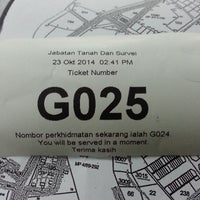 Jabatan Tanah Dan Survei
23 Okt 2014 02:41 PM
Ticket Number
G025
Nombor perkhidmatan sekarang ialah G024.
You will be served in a moment.
Terima kasih